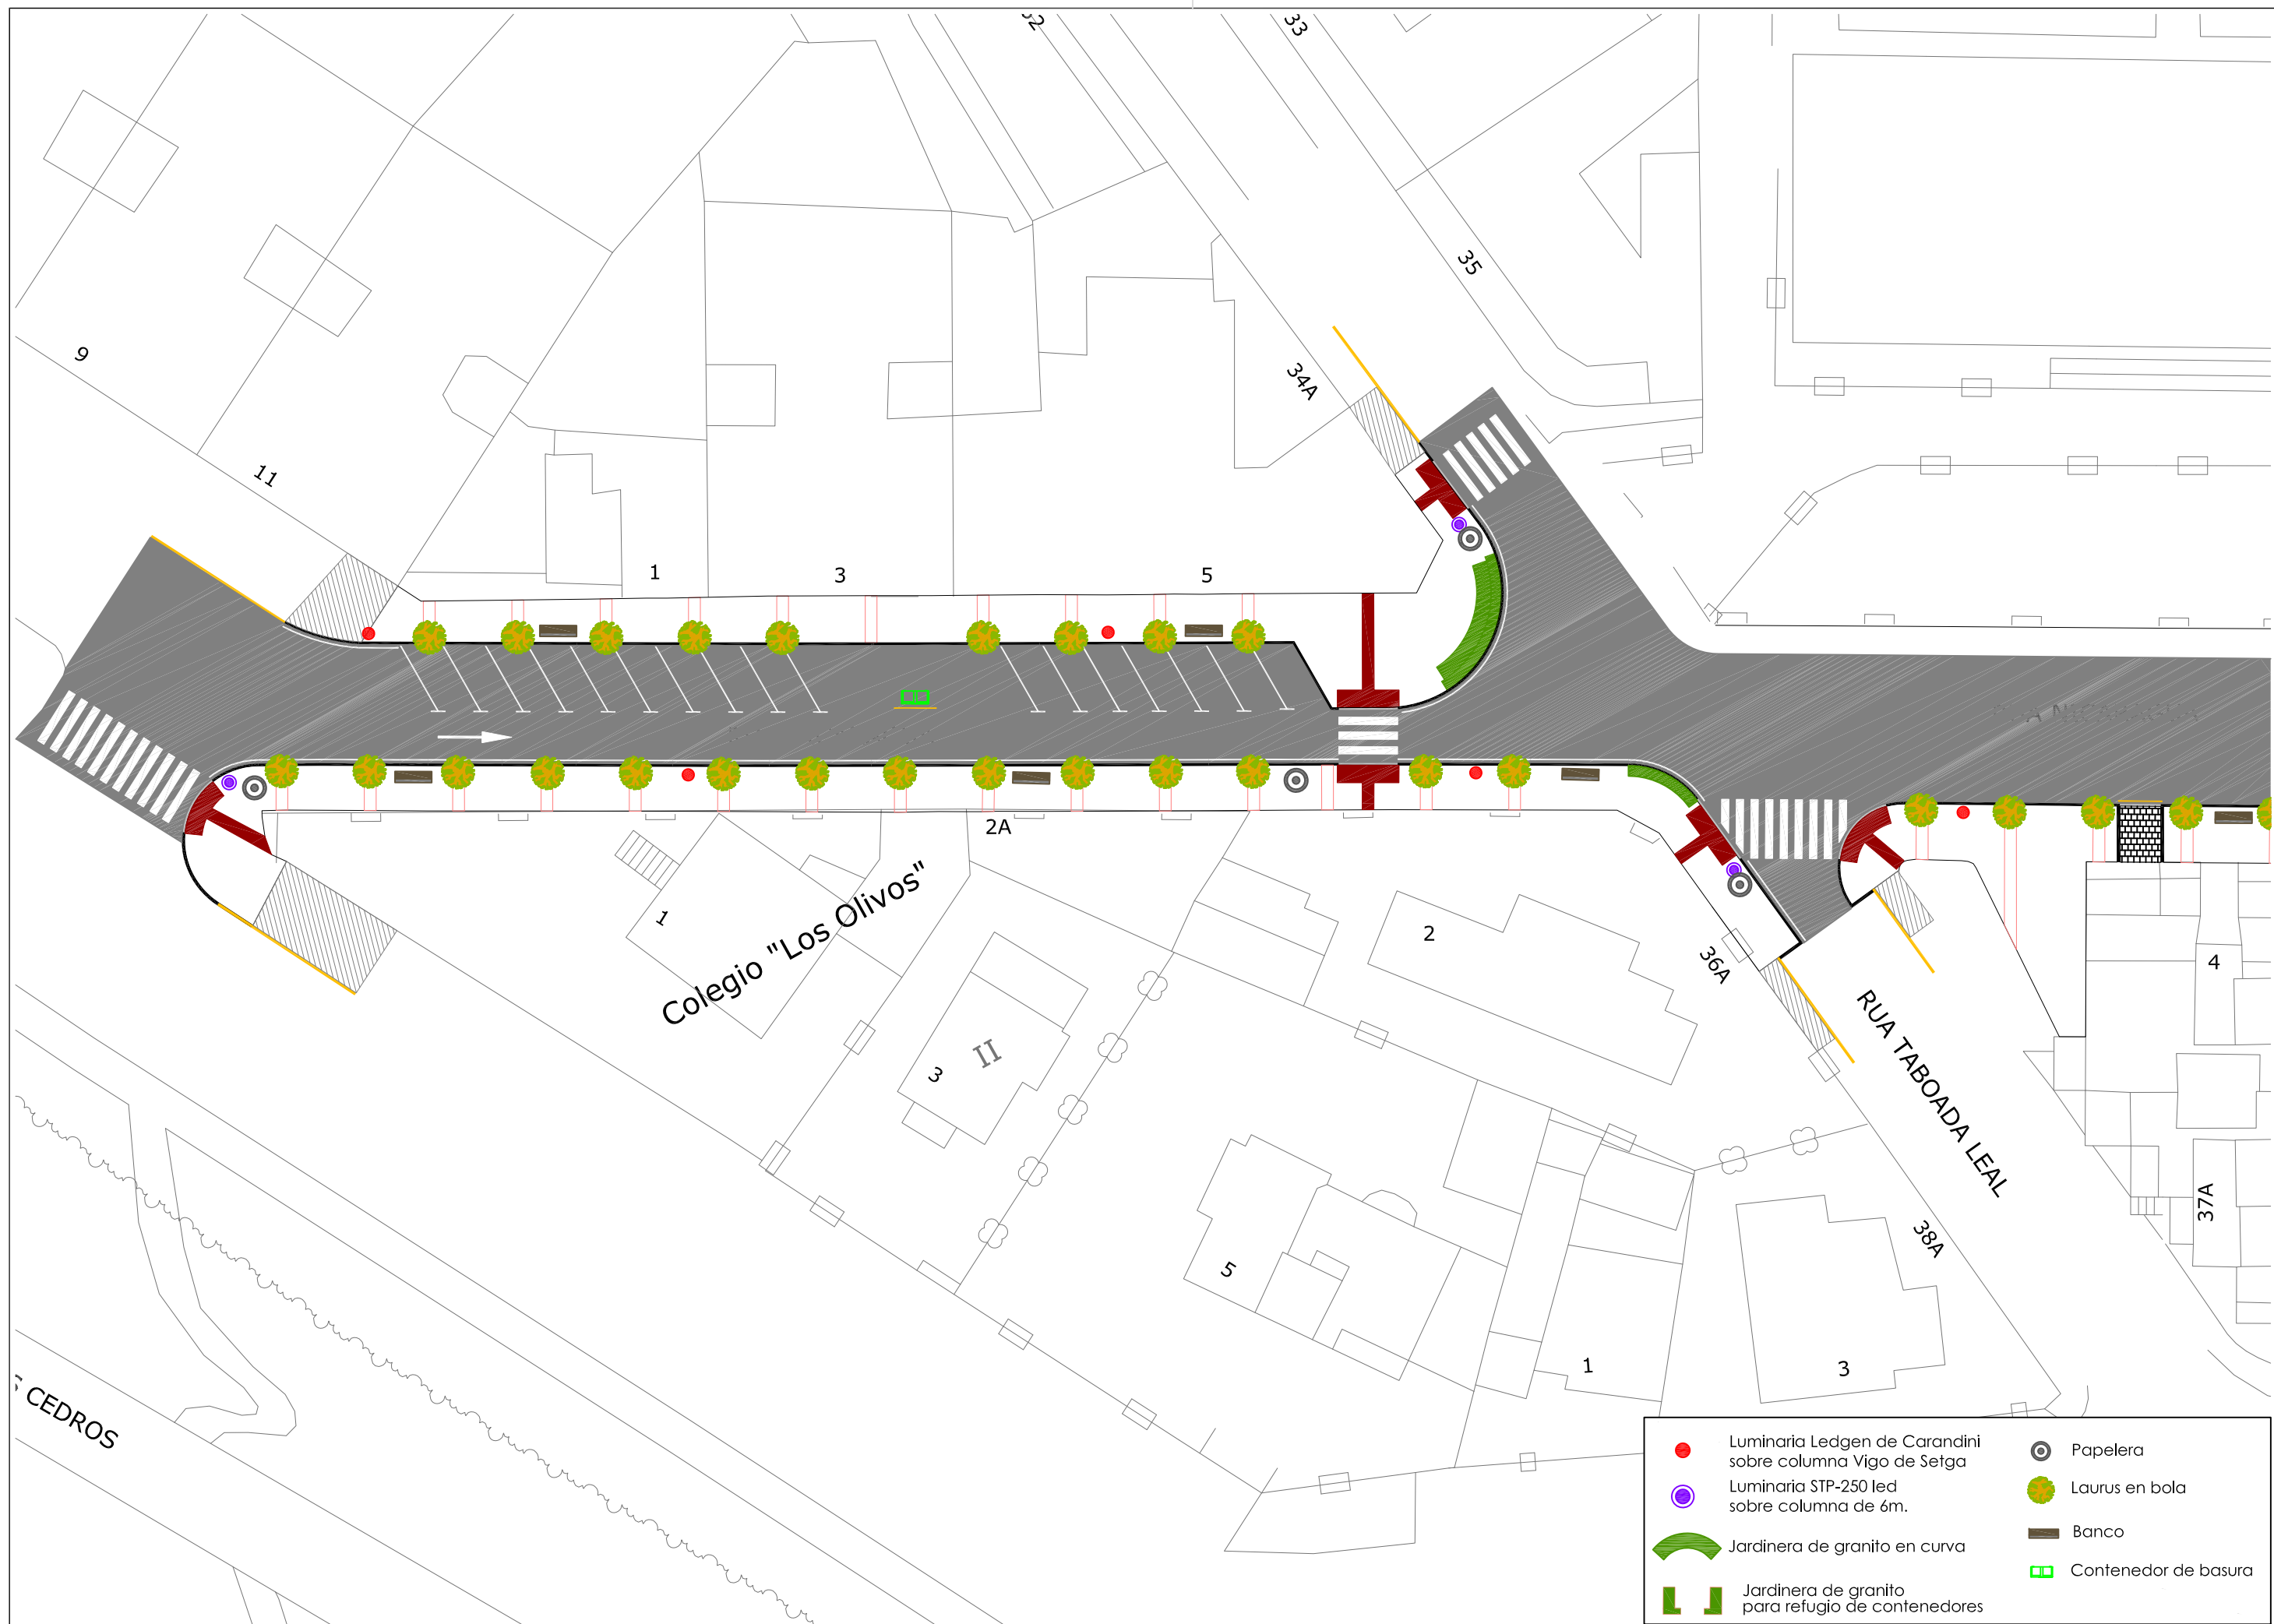 33
35
34A
9
11
1
3
5
2A
1
Colegio "Los Olivos"
2
36A
4
II
3
RUA TABOADA LEAL
37A
38A
5
1
3
CEDROS
Luminaria Ledgen de Carandini
sobre columna Vigo de Setga
Luminaria STP-250 led
sobre columna de 6m.
Jardinera de granito en curva
Jardinera de granito
para refugio de contenedores
Papelera
Laurus en bola
Banco
Contenedor de basura